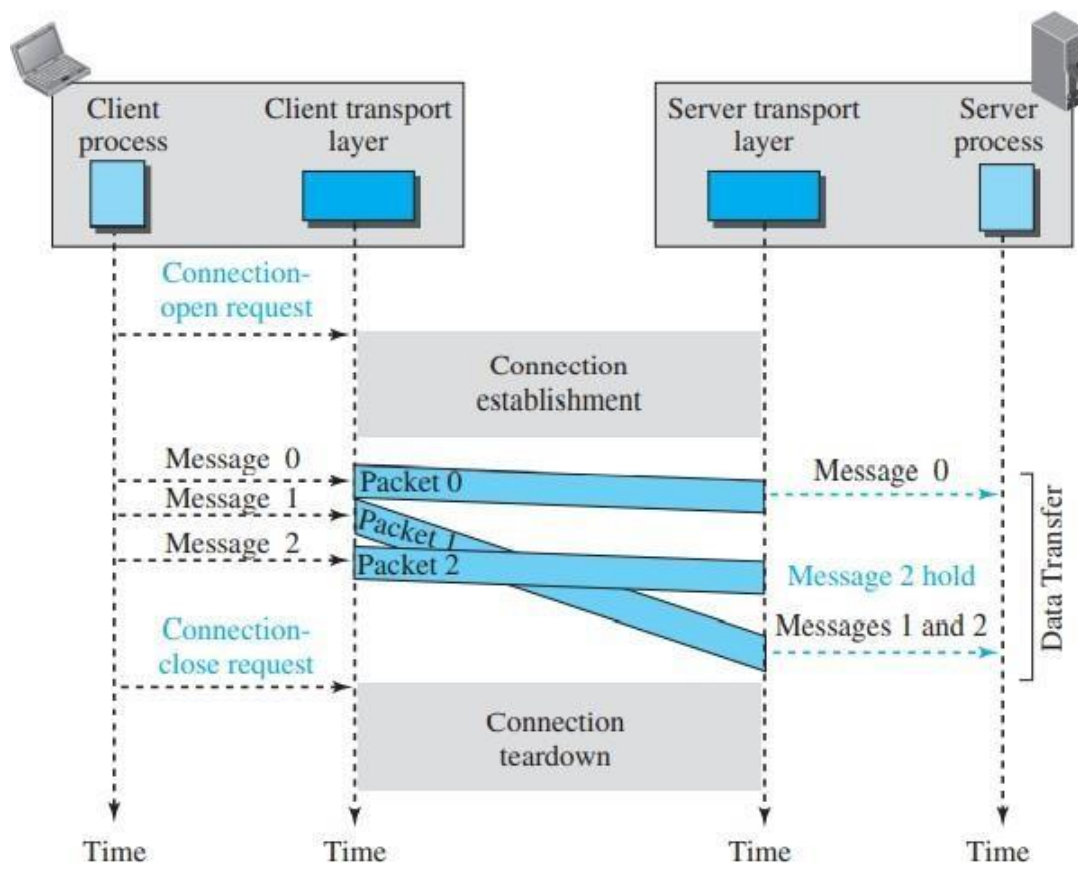 Client
process
Client transport
layer
Server transport
layer
Server
process
Connection-
open request
Connection
establishment
Message 0
Packet 0
Message 0
Message 1
Packet 1
Message 2
Packet 2
Message 2 hold
Messages 1 and 2
Data Transfer
Connection-
close request
Connection
teardown
Time
Time
Time
Time